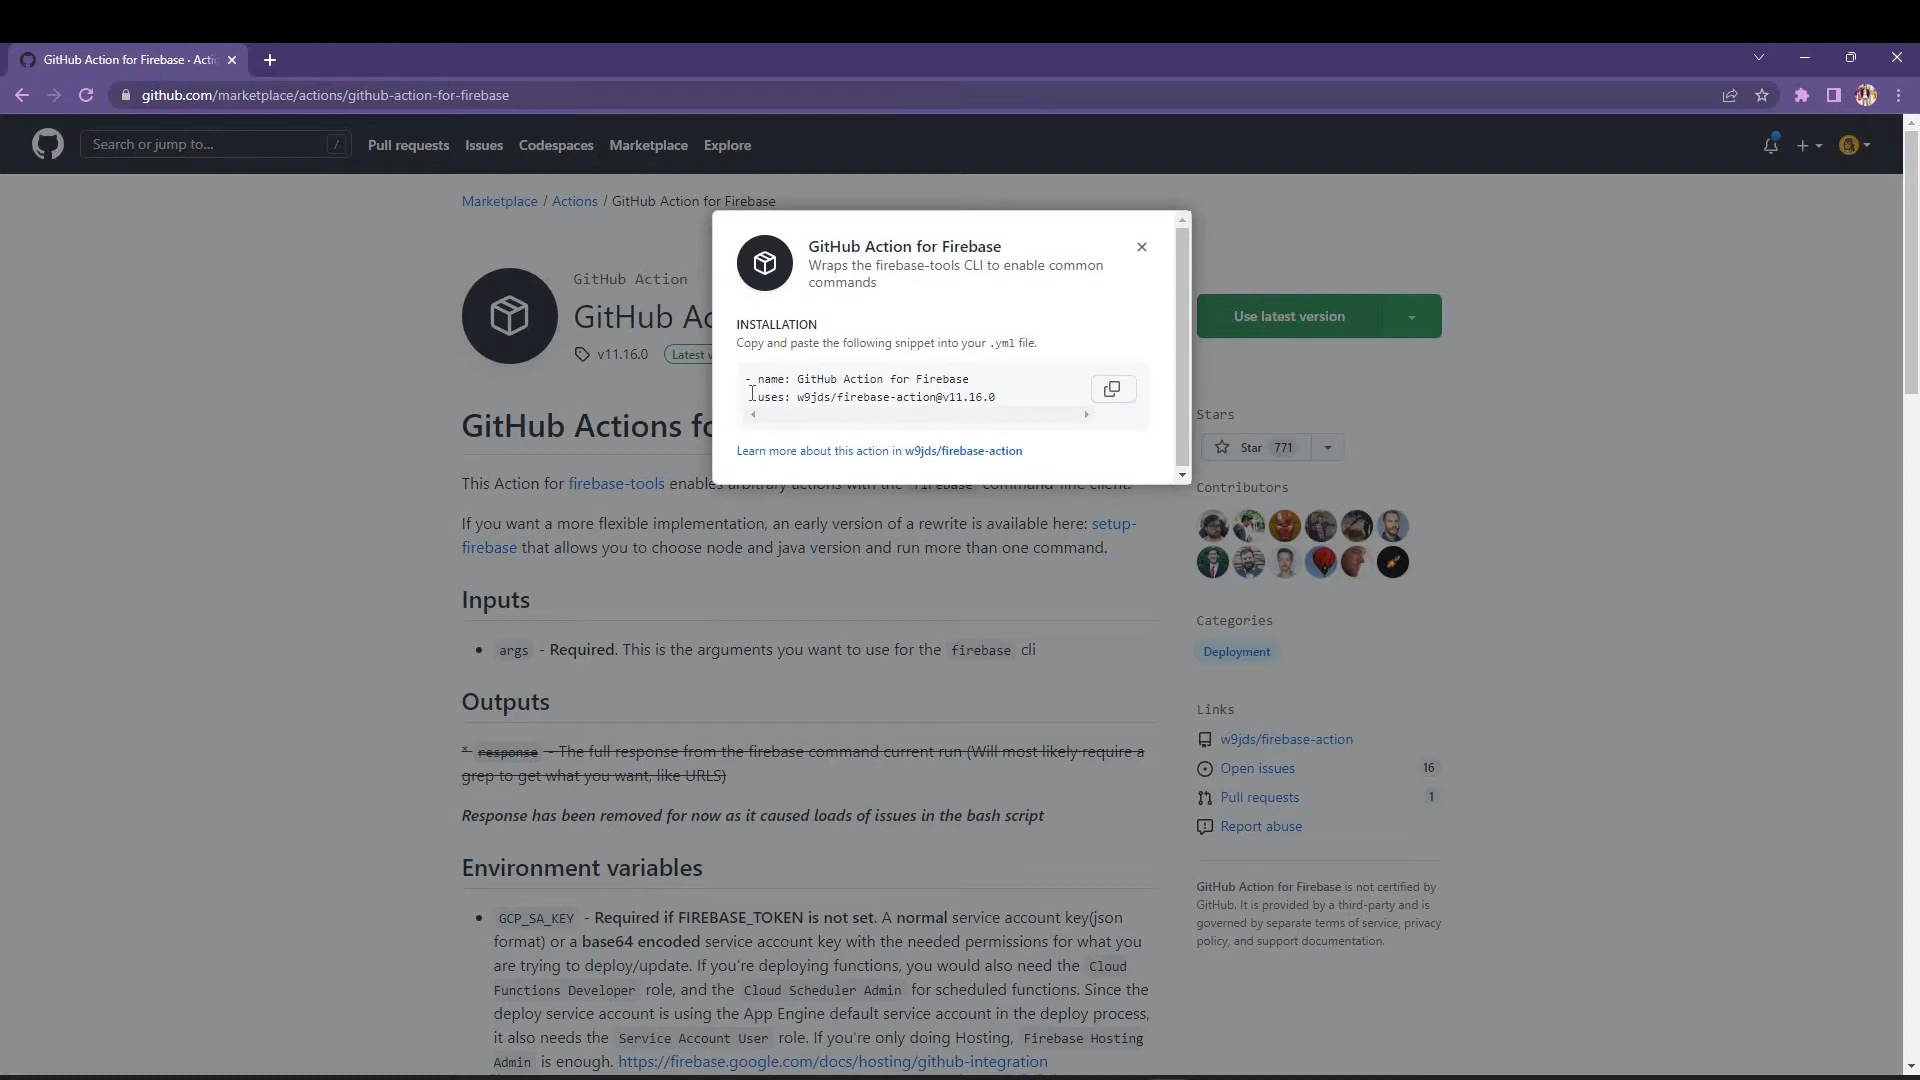 GitHub Action for Firebase · Acti
github.com/marketplace/actions/github-action-for-firebase
Search or jump to...
/
Pull requests
Issues
Codespaces
Marketplace
Explore
Marketplace / Actions / GitHub Action for Firebase
GitHub Action
GitHub Ac
v11.16.0
Latest v
Use latest version
GitHub Action for Firebase
Wraps the firebase-tools CLI to enable common
commands
INSTALLATION
Copy and paste the following snippet into your .yml file.
- name: GitHub Action for Firebase
uses: w9jds/firebase-action@v11.16.0
Learn more about this action in w9jds/firebase-action
GitHub Actions fo
This Action for firebase-tools enables arbitrary actions with the firebase command-line client.
If you want a more flexible implementation, an early version of a rewrite is available here: setup-
firebase that allows you to choose node and java version and run more than one command.
Inputs
• args - Required. This is the arguments you want to use for the firebase cli
Outputs
* response - The full response from the firebase command current run (Will most likely require a
grep to get what you want, like URLS)
Response has been removed for now as it caused loads of issues in the bash script
Environment variables
• GCP_SA_KEY - Required if FIREBASE_TOKEN is not set. A normal service account key(json
format) or a base64 encoded service account key with the needed permissions for what you
are trying to deploy/update. If you're deploying functions, you would also need the Cloud
Functions Developer role, and the Cloud Scheduler Admin for scheduled functions. Since the
deploy service account is using the App Engine default service account in the deploy process,
it also needs the Service Account User role. If you're only doing Hosting, Firebase Hosting
Admin is enough. https://firebase.google.com/docs/hosting/github-integration
Stars
Star 771
Contributors
Categories
Deployment
Links
w9jds/firebase-action
Open issues 16
Pull requests 1
Report abuse
GitHub Action for Firebase is not certified by
GitHub. It is provided by a third-party and is
governed by separate terms of service, privacy
policy, and support documentation.